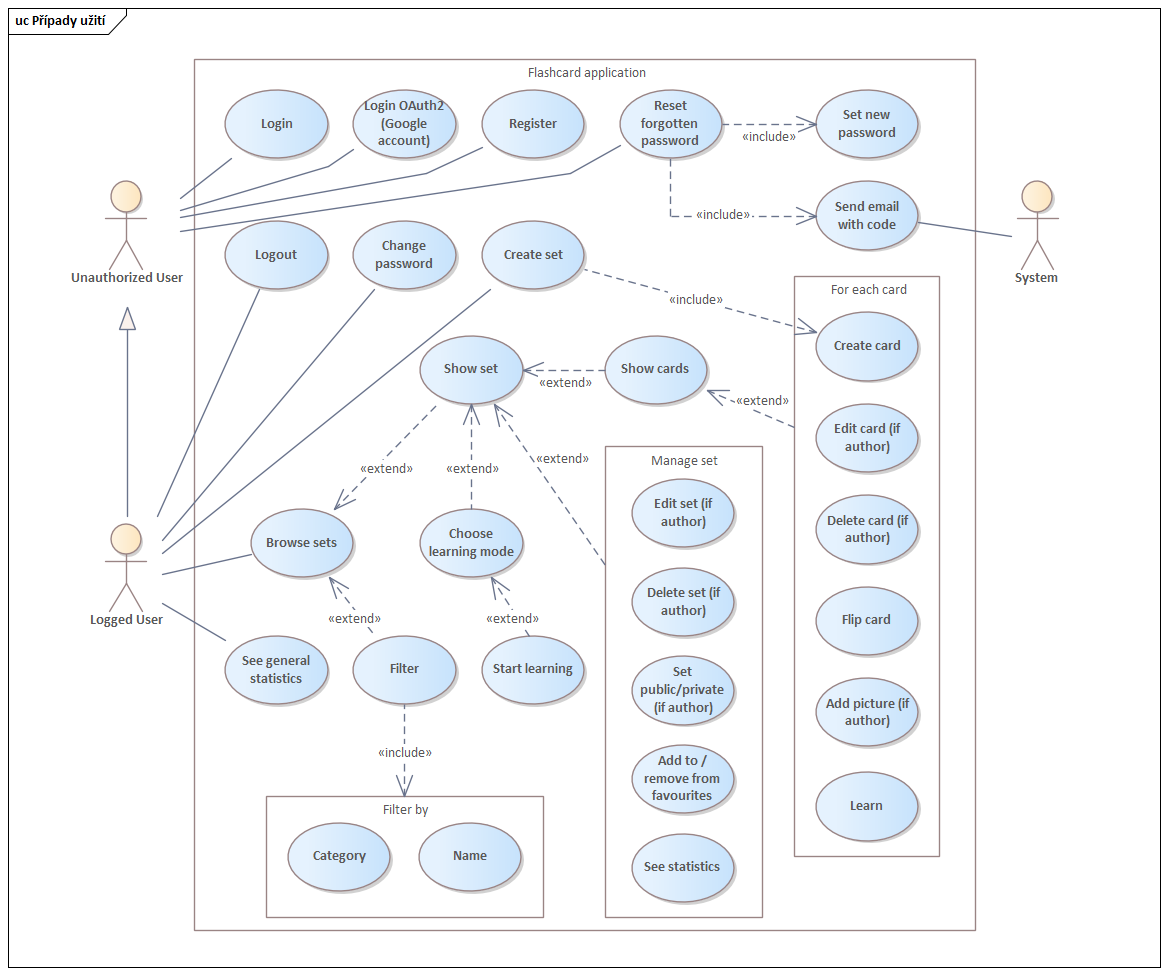 uc Případy užití
Flashcard application
Login
Login OAuth2
(Google
account)
Register
Reset
forgotten
password
«include»
Set new
password
«include»
Send email
with code
Unauthorized User
System
Logout
Change
password
Create set
«include»
For each card
Create card
Show set
«extend»
Show cards
«extend»
Edit card (if
author)
«extend»
«extend»
«extend»
Manage set
Edit set (if
author)
Delete card (if
author)
Browse sets
Choose
learning mode
Logged User
«extend»
«extend»
Delete set (if
author)
Flip card
See general
statistics
Filter
Start learning
Set
public/private
(if author)
Add picture (if
author)
«include»
Add to /
remove from
favourites
Learn
Filter by
Category
Name
See statistics